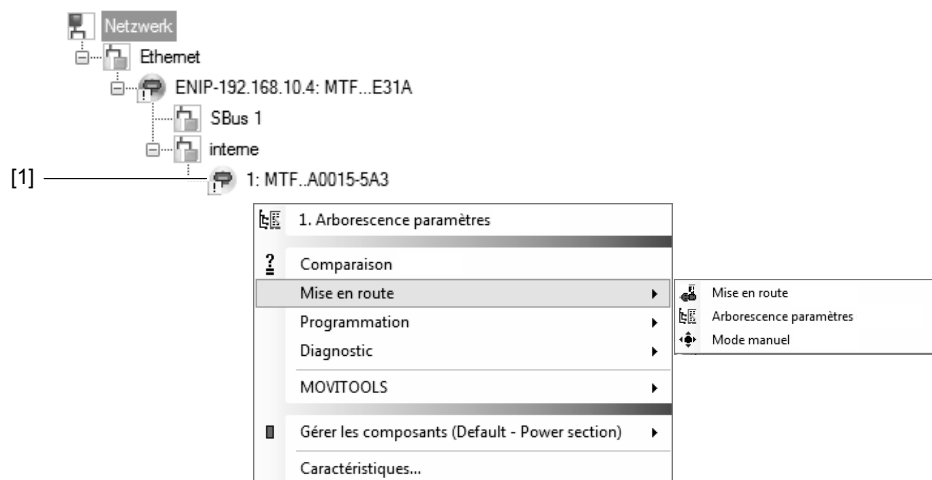 Netzwerk
Ethernet
ENIP-192.168.10.4: MTF...E31A
SBus 1
interne
[1]
1: MTF..A0015-5A3
1. Arborescence paramètres
Comparaison
Mise en route
Programmation
Diagnostic
MOVITOOLS
Gérer les composants (Default - Power section)
Caractéristiques...
Mise en route
Arborescence paramètres
Mode manuel